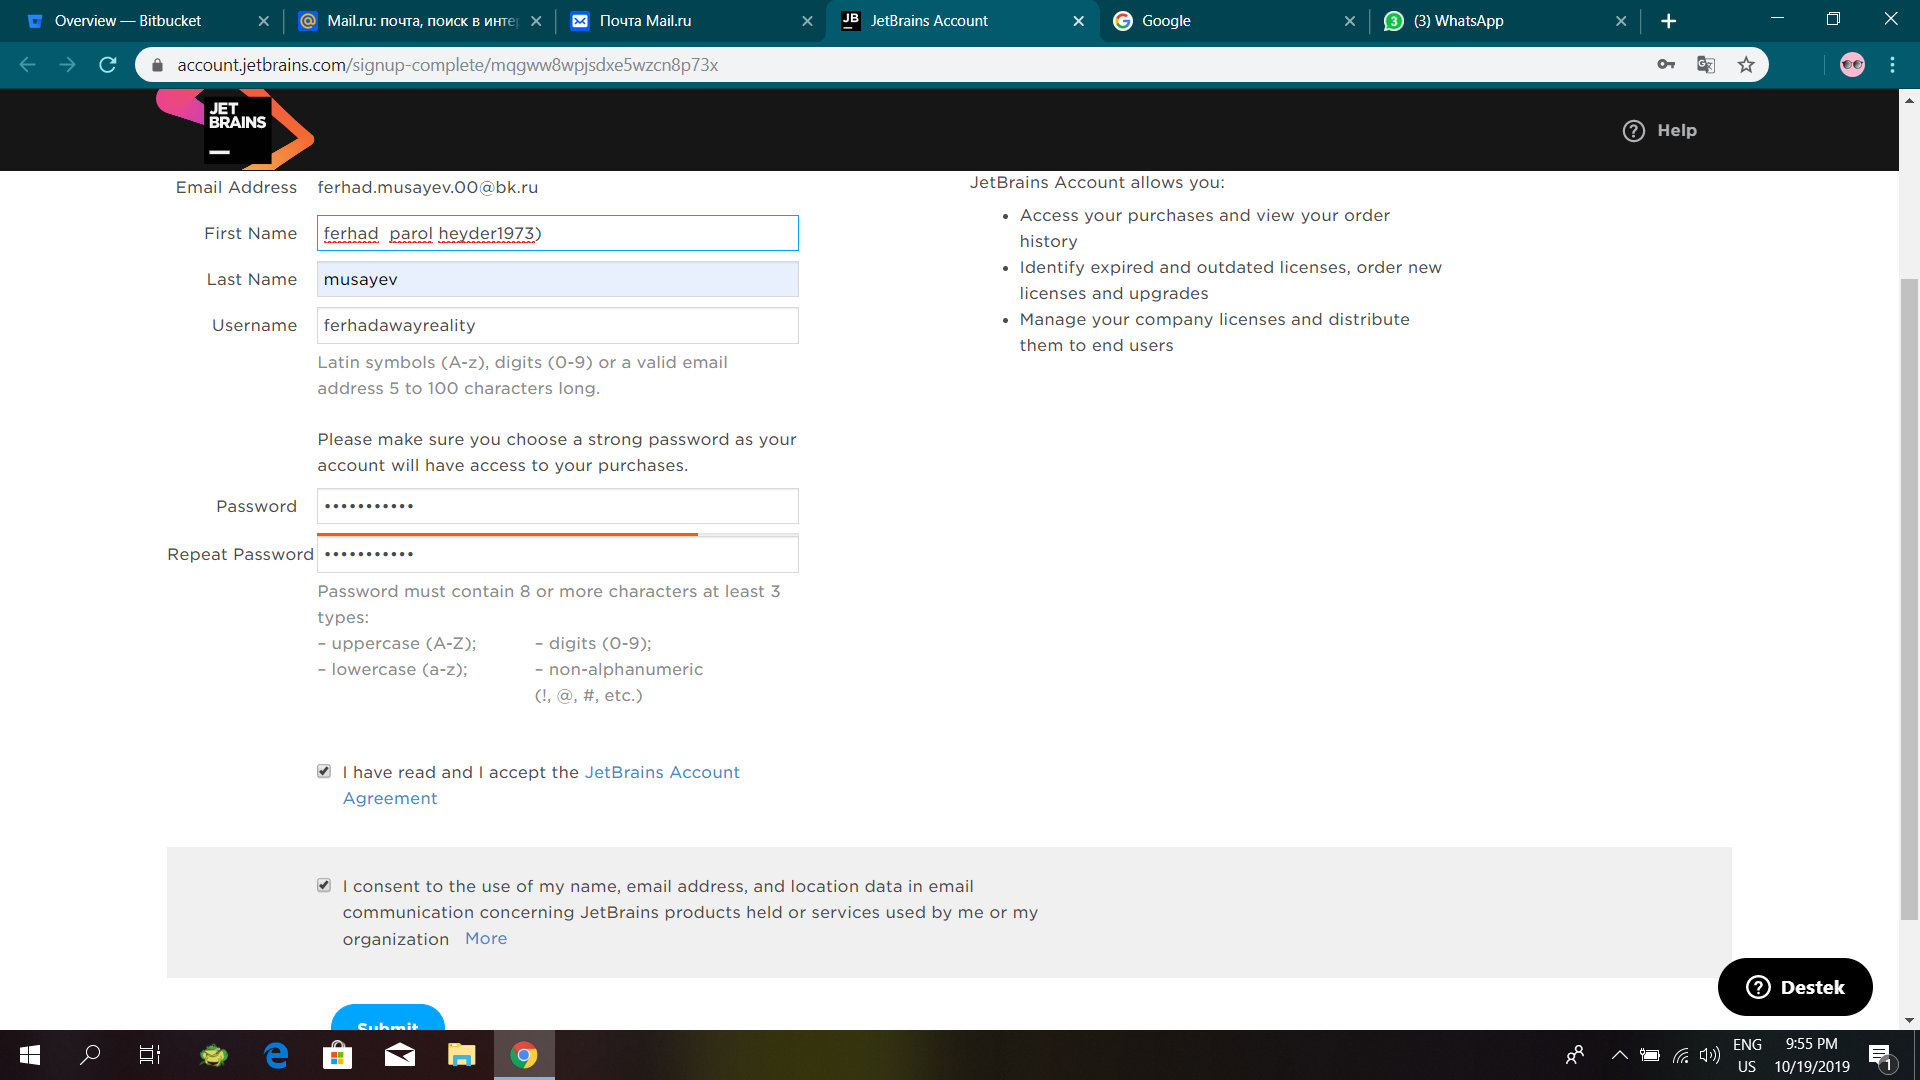 Overview — Bitbucket
Mail.ru: почта, поиск в инте
Почта Mail.ru
JetBrains Account
Google
(3) WhatsApp
account.jetbrains.com/signup-complete/mqgww8wpjsdxe5wzcn8p73x
JET
BRAINS
Help
Email Address ferhad.musayev.00@bk.ru
First Name ferhad  parol heyder1973)
Last Name musayev
Username ferhadawayreality
Latin symbols (A-z), digits (0-9) or a valid email
address 5 to 100 characters long.
Please make sure you choose a strong password as your
account will have access to your purchases.
Password •••••••••••
Repeat Password •••••••••••
Password must contain 8 or more characters at least 3
types:
– uppercase (A-Z); – digits (0-9);
– lowercase (a-z); – non-alphanumeric
(!, @, #, etc.)
I have read and I accept the JetBrains Account
Agreement
I consent to the use of my name, email address, and location data in email
communication concerning JetBrains products held or services used by me or my
organization More
Submit
JetBrains Account allows you:
• Access your purchases and view your order
history
• Identify expired and outdated licenses, order new
licenses and upgrades
• Manage your company licenses and distribute
them to end users
Destek
ENG
US
9:55 PM
10/19/2019
1